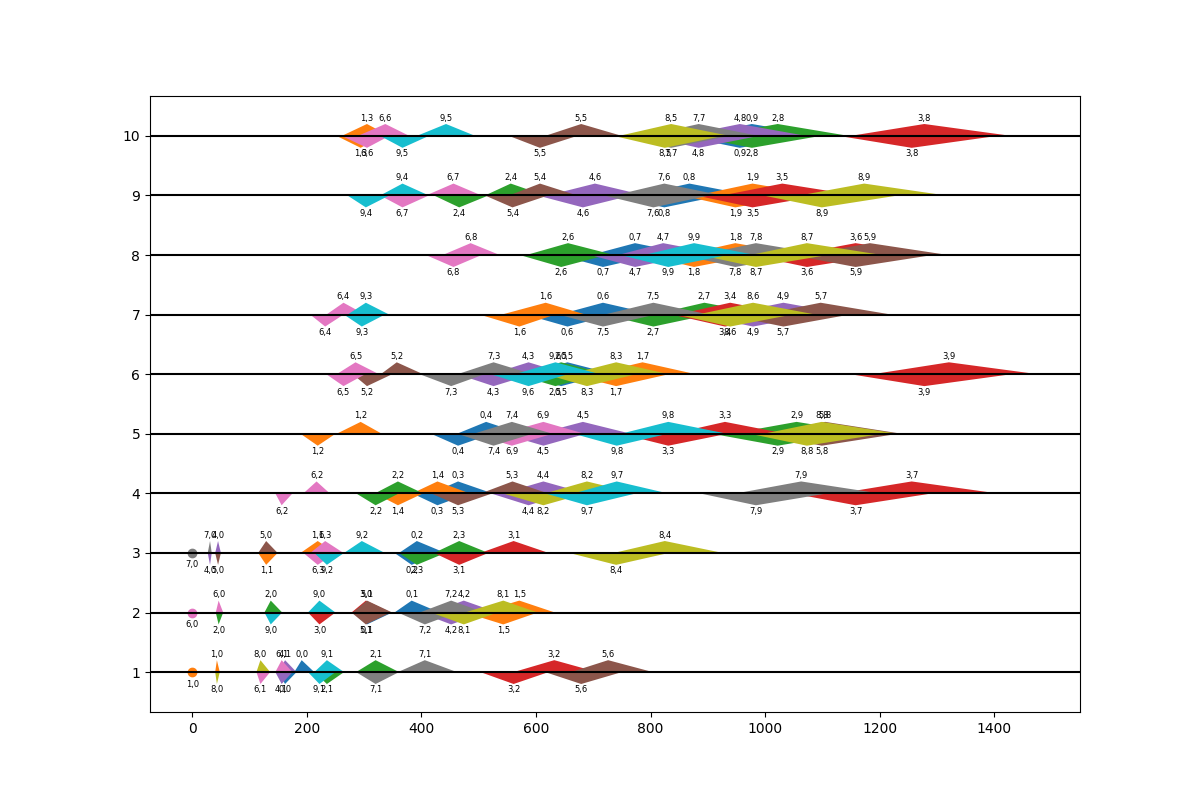 1,3 6,6 9,5 5,5 8,5 7,7 4,8 0,9 2,8 3,8
10
9,5 5,5 4,8 0,9 2,8 3,8
9,4 6,7 2,4 5,4 4,6 7,6 0,8 1,9 3,5 8,9
9
9,4 6,7 2,4 5,4 4,6 7,6 0,8 1,9 3,5 8,9
6,8 2,6 0,7 4,7 9,9 1,8 7,8 8,7 3,6 5,9
8
6,8 2,6 0,7 4,7 9,9 1,8 7,8 8,7 3,6 5,9
6,4 9,3 1,6 0,6 7,5 2,7 3,4 8,6 4,9 5,7
7
6,4 9,3 1,6 0,6 7,5 2,7 4,9 5,7
6,5 5,2 7,3 4,3 8,3 1,7 3,9
6
6,5 5,2 7,3 4,3 9,6 8,3 1,7 3,9
1,2 0,4 7,4 6,9 4,5 9,8 3,3 2,9
5
1,2 0,4 7,4 6,9 4,5 9,8 3,3 2,9 8,8 5,8
6,2 2,2 1,4 0,3 5,3 4,4 8,2 9,7 7,9 3,7
4
6,2 2,2 1,4 0,3 5,3 4,4 8,2 9,7 7,9 3,7
5,0 9,2 0,2 2,3 3,1 8,4
3
7,0 1,1 6,3 9,2 3,1 8,4
6,0 2,0 9,0 0,1 7,2 4,2 8,1 1,5
2
6,0 2,0 9,0 3,0 7,2 4,2 8,1 1,5
1,0 8,0 0,0 9,1 2,1 7,1 3,2 5,6
1
1,0 8,0 6,1 9,1 2,1 7,1 3,2 5,6
0 200 400 600 800 1000 1200 1400